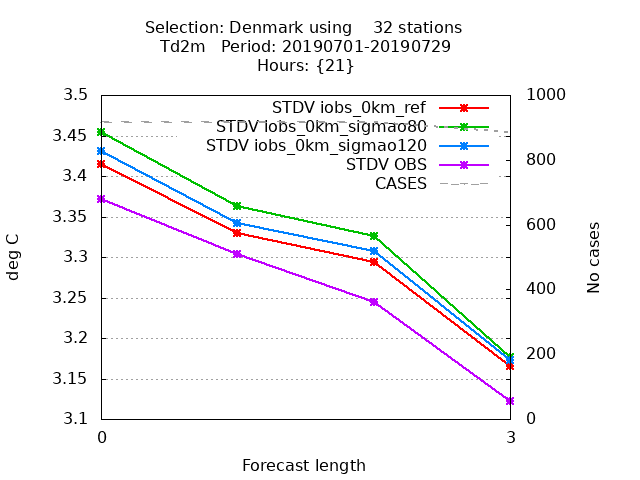 Selection: Denmark using 32 stations
Td2m Period: 20190701-20190729
Hours: {21}
3.5
3.45
3.4
3.35
3.3
3.25
3.2
3.15
3.1
deg C
STDV iobs_0km_ref
STDV iobs_0km_sigmao80
STDV iobs_0km_sigmao120
STDV OBS
CASES
1000
800
600
400
200
0
No cases
0 3
Forecast length